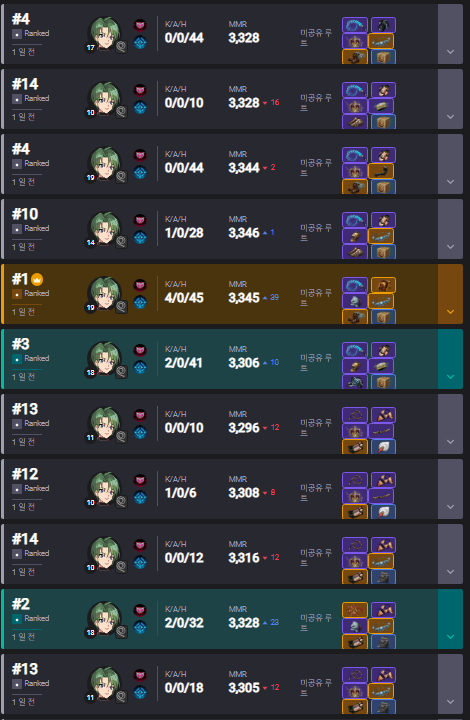 #4
K/A/H
MMR
Ranked
0/0/44
3,328
미공유 루
트
1 일 전
17
#14
K/A/H
MMR
Ranked
0/0/10
3,328 ▼ 16
미공유 루
트
1 일 전
10
#4
K/A/H
MMR
Ranked
0/0/44
3,344 ▼ 2
미공유 루
트
1 일 전
19
#10
K/A/H
MMR
Ranked
1/0/28
3,346 ▲ 1
미공유 루
트
1 일 전
14
#1
K/A/H
MMR
Ranked
4/0/45
3,345 ▲ 39
미공유 루
트
1 일 전
19
#3
K/A/H
MMR
Ranked
2/0/41
3,306 ▲ 10
미공유 루
트
1 일 전
18
#13
K/A/H
MMR
Ranked
0/0/10
3,296 ▼ 12
미공유 루
트
1 일 전
11
#12
K/A/H
MMR
Ranked
1/0/6
3,308 ▼ 8
미공유 루
트
1 일 전
10
#14
K/A/H
MMR
Ranked
0/0/12
3,316 ▼ 12
미공유 루
트
1 일 전
10
#2
K/A/H
MMR
Ranked
2/0/32
3,328 ▲ 23
미공유 루
트
1 일 전
18
#13
K/A/H
MMR
Ranked
0/0/18
3,305 ▼ 12
미공유 루
트
1 일 전
11